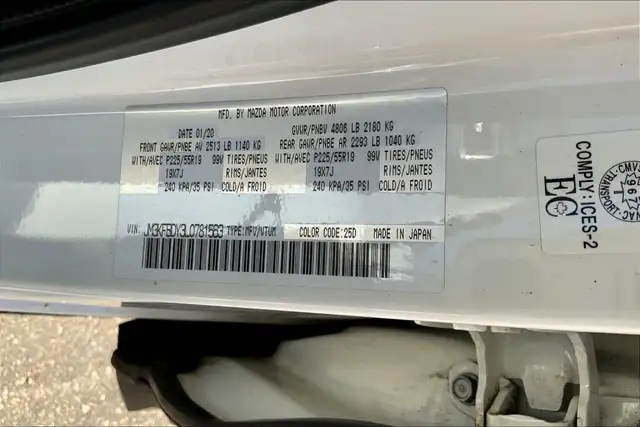 MFD. BY MAZDA MOTOR CORPORATION
DATE 01/20
GVWR/PNBV 4806 LB 2180 KG
FRONT GAWR/PNBE AV 2513 LB 1140 KG
REAR GAWR/PNBE AR 2293 LB 1040 KG
WITH/AVEC P225/55R19 99W TIRES/PNEUS
19X7J RIMS/JANTES
240 KPA/35 PSI COLD/A FROID
WITH/AVEC P225/55R19 99W TIRES/PNEUS
19X7J RIMS/JANTES
240 KPA/35 PSI COLD/A FROID
VIN: JM3KFBDY3L0781563 TYPE:MPV/VTUM COLOR CODE:25D MADE IN JAPAN
COMPLY:ICES-2
EC